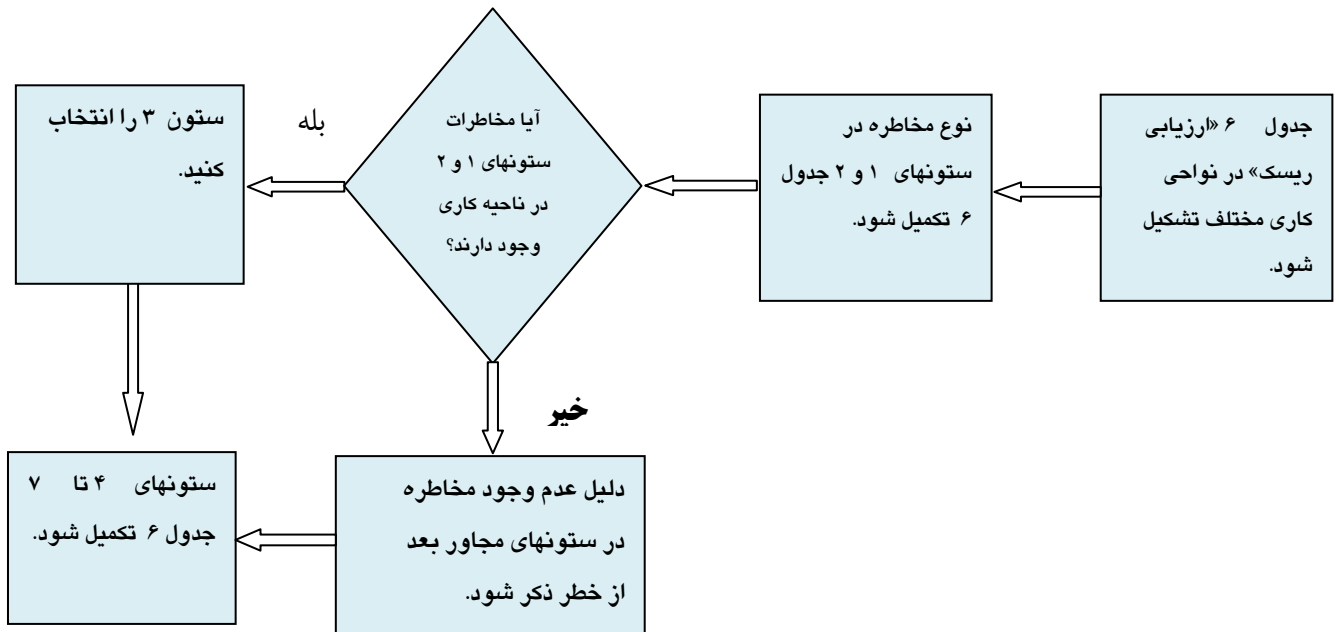 جدول ۶ «ارزیابی
ریسک» در نواحی
کاری مختلف تشکیل
شود.
نوع مخاطره در
ستونهای ۱ و ۲ جدول
۶ تکمیل شود.
آیا مخاطرات
ستونهای ۱ و ۲
در ناحیه کاری
وجود دارند؟
بله
ستون ۳ را انتخاب
کنید.
خیر
دلیل عدم وجود مخاطره
در ستونهای مجاور بعد
از خطر ذکر شود.
ستونهای ۴ تا ۷
جدول ۶ تکمیل شود.